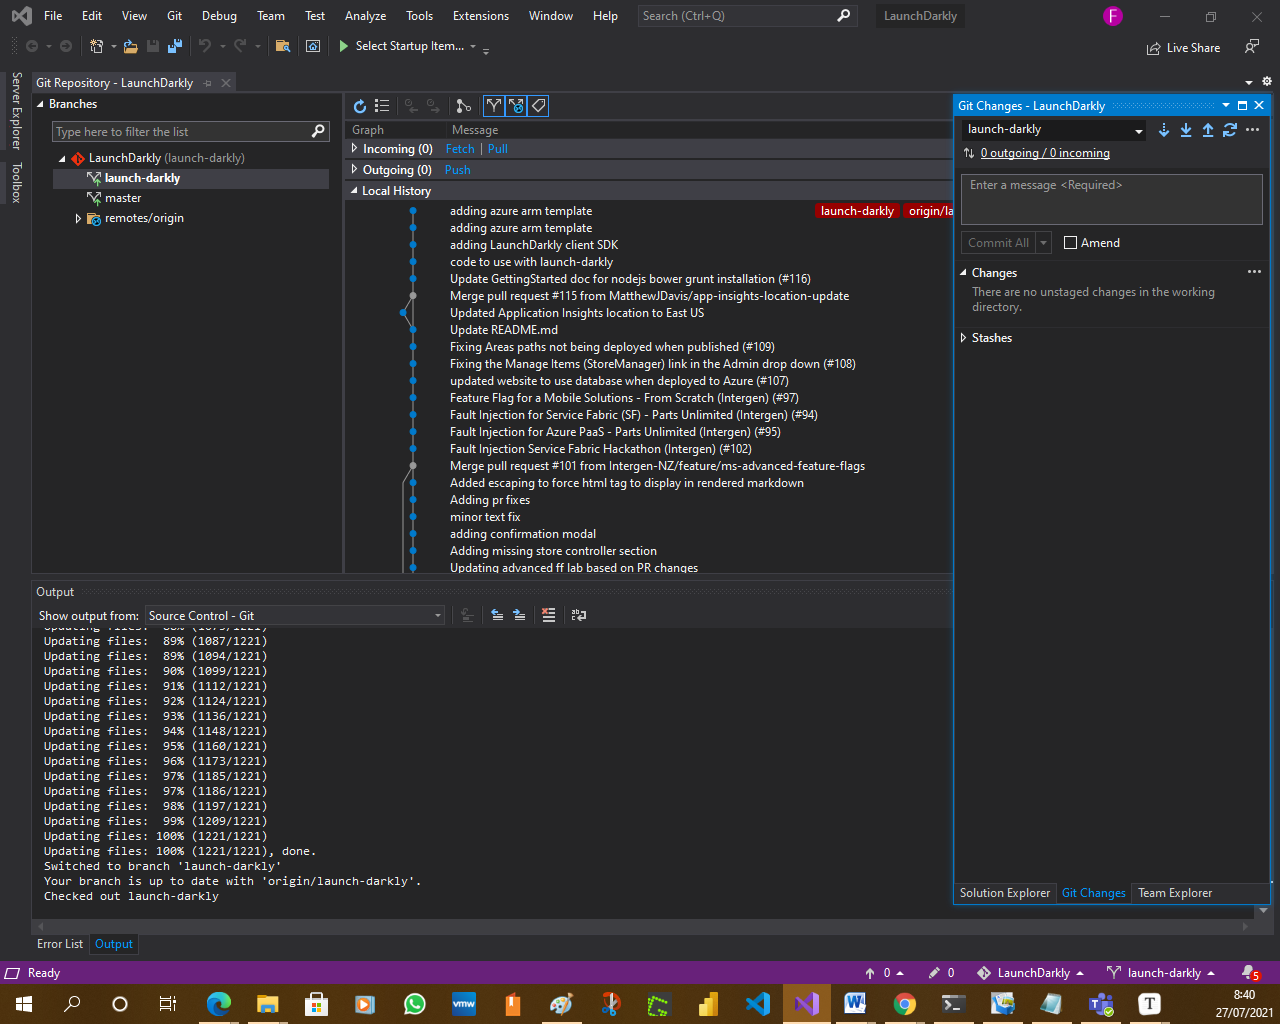 File Edit View Git Debug Team Test Analyze Tools Extensions Window Help Search (Ctrl+Q) LaunchDarkly F
Select Startup Item... Live Share
Server Explorer
Toolbox
Git Repository - LaunchDarkly
Branches
Type here to filter the list
LaunchDarkly (launch-darkly)
launch-darkly
master
remotes/origin
Graph Message
Incoming (0) Fetch | Pull
Outgoing (0) Push
Local History
adding azure arm template launch-darkly origin/la
adding azure arm template
adding LaunchDarkly client SDK
code to use with launch-darkly
Update GettingStarted doc for nodejs bower grunt installation (#116)
Merge pull request #115 from MatthewJDavis/app-insights-location-update
Updated Application Insights location to East US
Update README.md
Fixing Areas paths not being deployed when published (#109)
Fixing the Manage Items (StoreManager) link in the Admin drop down (#108)
updated website to use database when deployed to Azure (#107)
Feature Flag for a Mobile Solutions - From Scratch (Intergen) (#97)
Fault Injection for Service Fabric (SF) - Parts Unlimited (Intergen) (#94)
Fault Injection for Azure PaaS - Parts Unlimited (Intergen) (#95)
Fault Injection Service Fabric Hackathon (Intergen) (#102)
Merge pull request #101 from Intergen-NZ/feature/ms-advanced-feature-flags
Added escaping to force html tag to display in rendered markdown
Adding pr fixes
minor text fix
adding confirmation modal
Adding missing store controller section
Updating advanced ff lab based on PR changes
Git Changes - LaunchDarkly
launch-darkly
0 outgoing / 0 incoming
Enter a message <Required>
Commit All Amend
Changes
There are no unstaged changes in the working
directory.
Stashes
Solution Explorer Git Changes Team Explorer
Output
Show output from: Source Control - Git
Updating files: 89% (1087/1221)
Updating files: 89% (1094/1221)
Updating files: 90% (1099/1221)
Updating files: 91% (1112/1221)
Updating files: 92% (1124/1221)
Updating files: 93% (1136/1221)
Updating files: 94% (1148/1221)
Updating files: 95% (1160/1221)
Updating files: 96% (1173/1221)
Updating files: 97% (1185/1221)
Updating files: 97% (1186/1221)
Updating files: 98% (1197/1221)
Updating files: 99% (1209/1221)
Updating files: 100% (1221/1221)
Updating files: 100% (1221/1221), done.
Switched to branch 'launch-darkly'
Your branch is up to date with 'origin/launch-darkly'.
Checked out launch-darkly
Error List Output
Ready 0 0 LaunchDarkly launch-darkly 5
vmw W T
8:40
27/07/2021